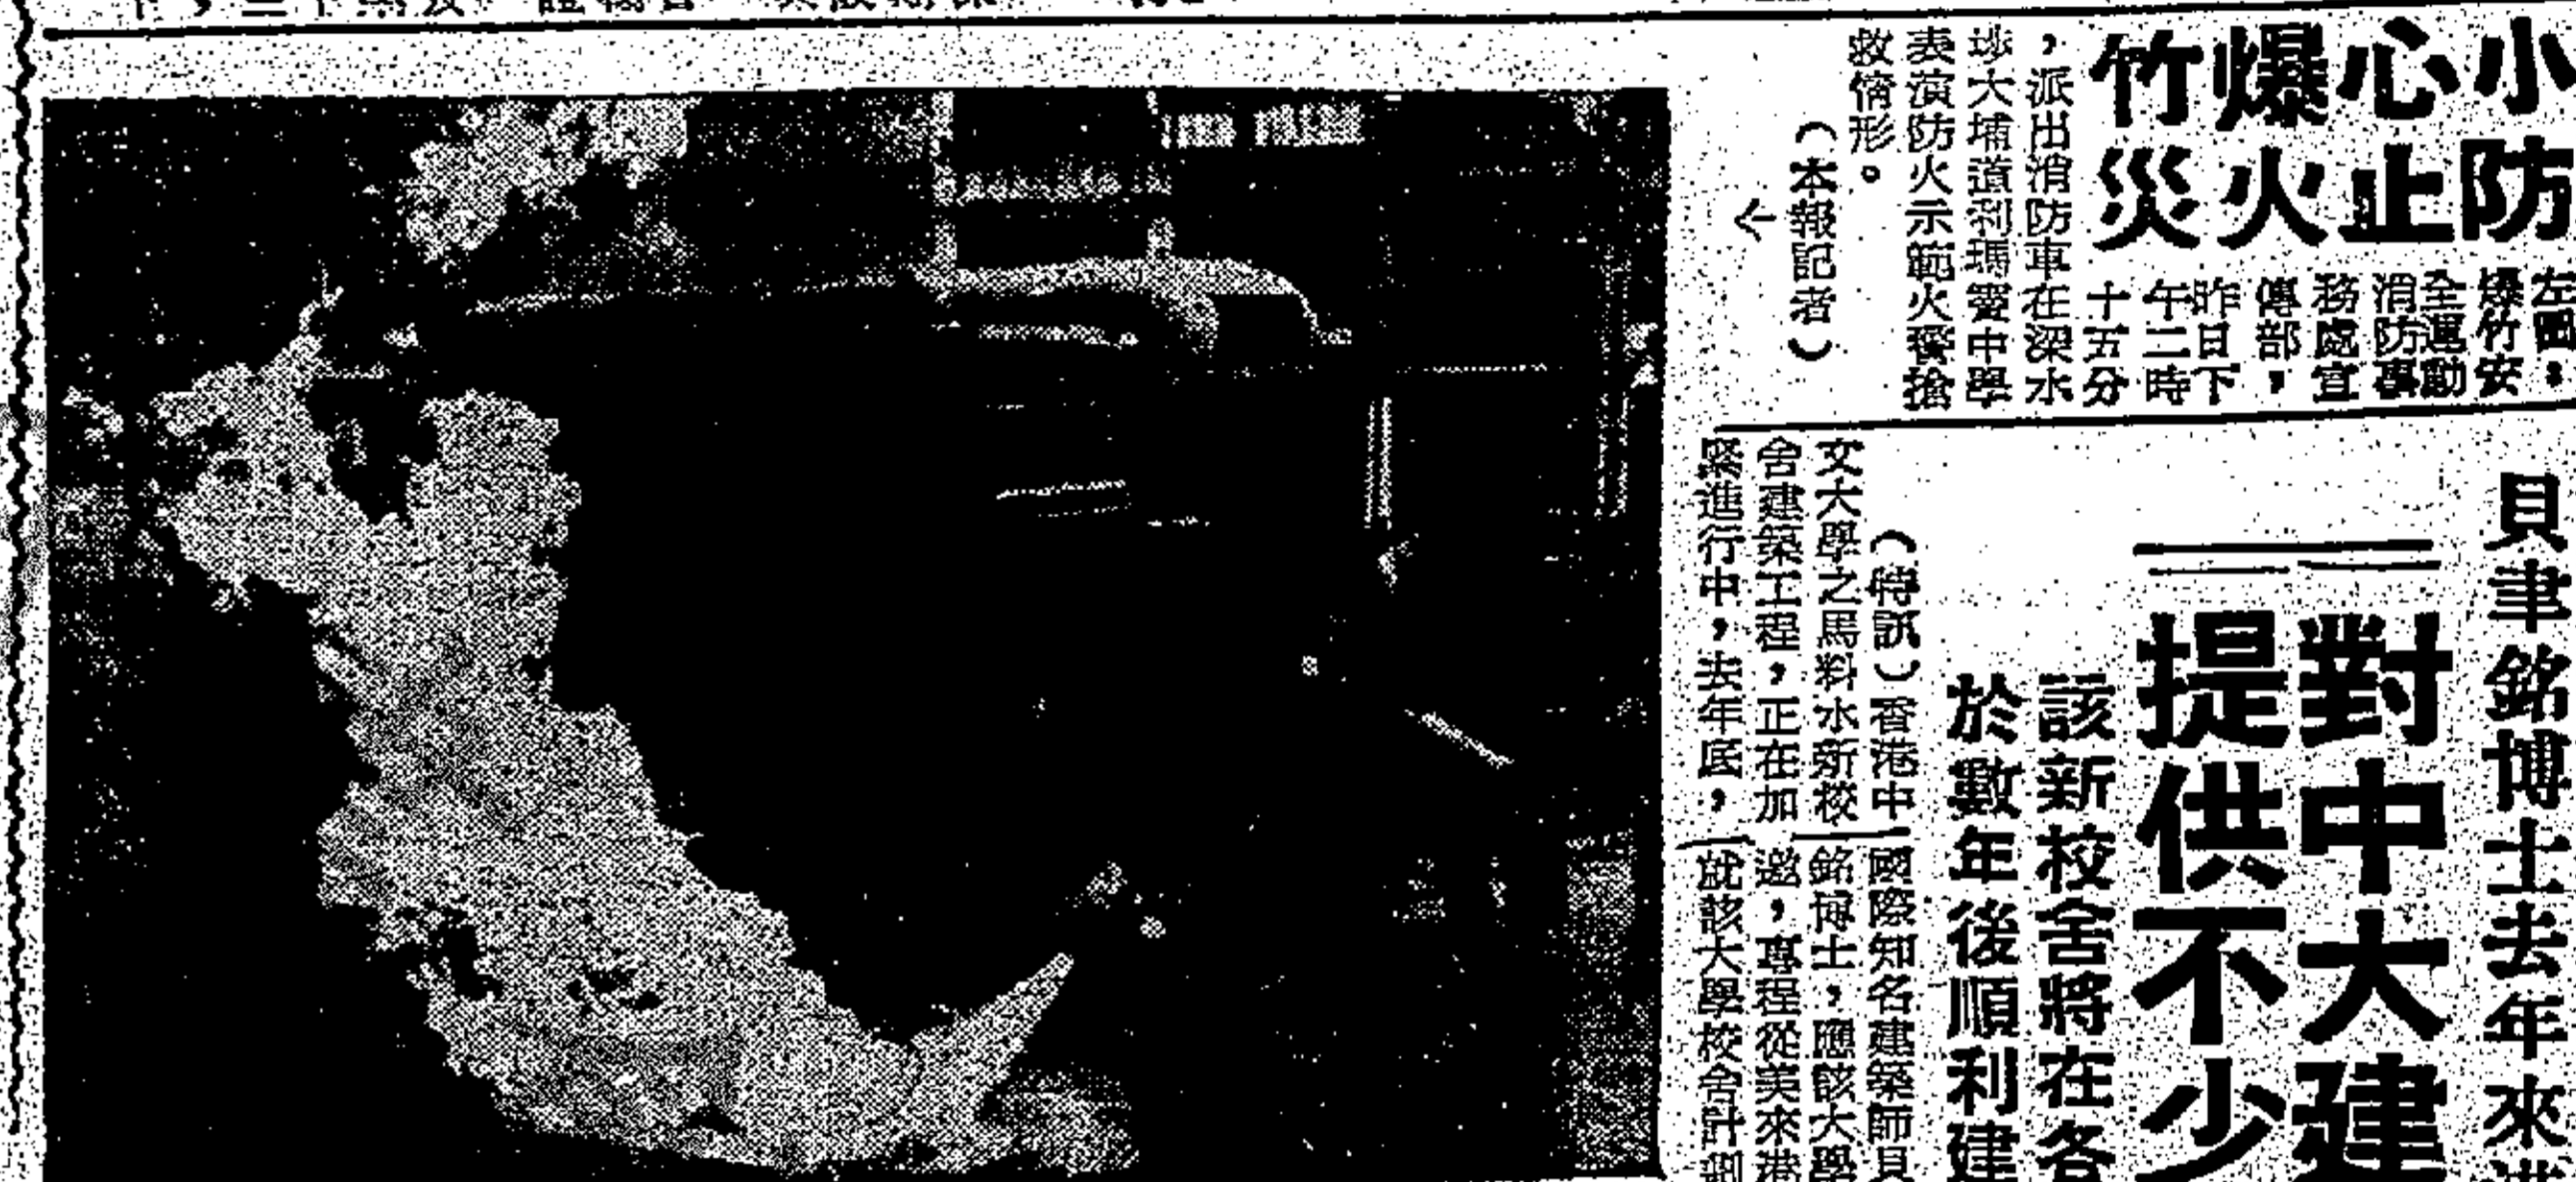 小心爆竹
防止火災
左圖：
爆竹安
全運動
消防事
務處宣
傳部，
昨日下
午二時
十五分
，派出消防車在梁水
埗大埔道利瑪竇中學
表演防火示範火警搶
救情形。
（本報記者）
貝聿銘博士去年來港
對中大建
提供不少
該新校舍將在各
於數年後順利建
（特訊）香港中
文大學之馬料水新校
舍建築工程，正在加
緊進行中，去年底，
國際知名建築師貝
銘博士，應該大學
邀，專程從美來港
就該大學校舍計劃